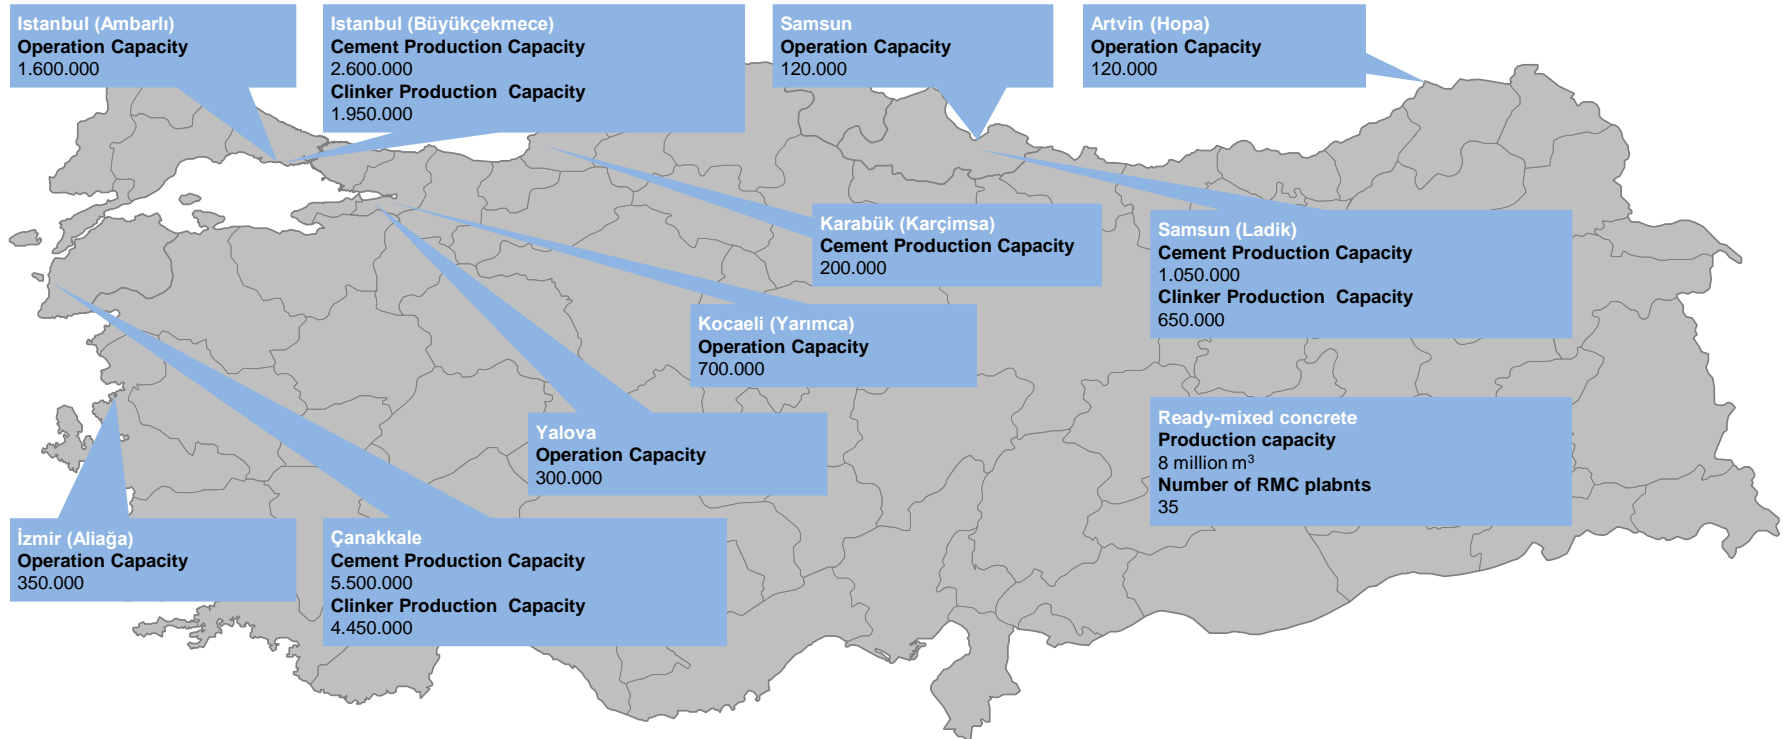 Istanbul (Ambarlı)
Operation Capacity
1.600.000
Istanbul (Büyükçekmece)
Cement Production Capacity
2.600.000
Clinker Production  Capacity
1.950.000
Samsun
Operation Capacity
120.000
Artvin (Hopa)
Operation Capacity
120.000
Karabük (Karçimsa)
Cement Production Capacity
200.000
Samsun (Ladik)
Cement Production Capacity
1.050.000
Clinker Production  Capacity
650.000
Kocaeli (Yarımca)
Operation Capacity
700.000
Yalova
Operation Capacity
300.000
Ready-mixed concrete
Production capacity
8 million m³
Number of RMC plabnts
35
İzmir (Aliağa)
Operation Capacity
350.000
Çanakkale
Cement Production Capacity
5.500.000
Clinker Production  Capacity
4.450.000